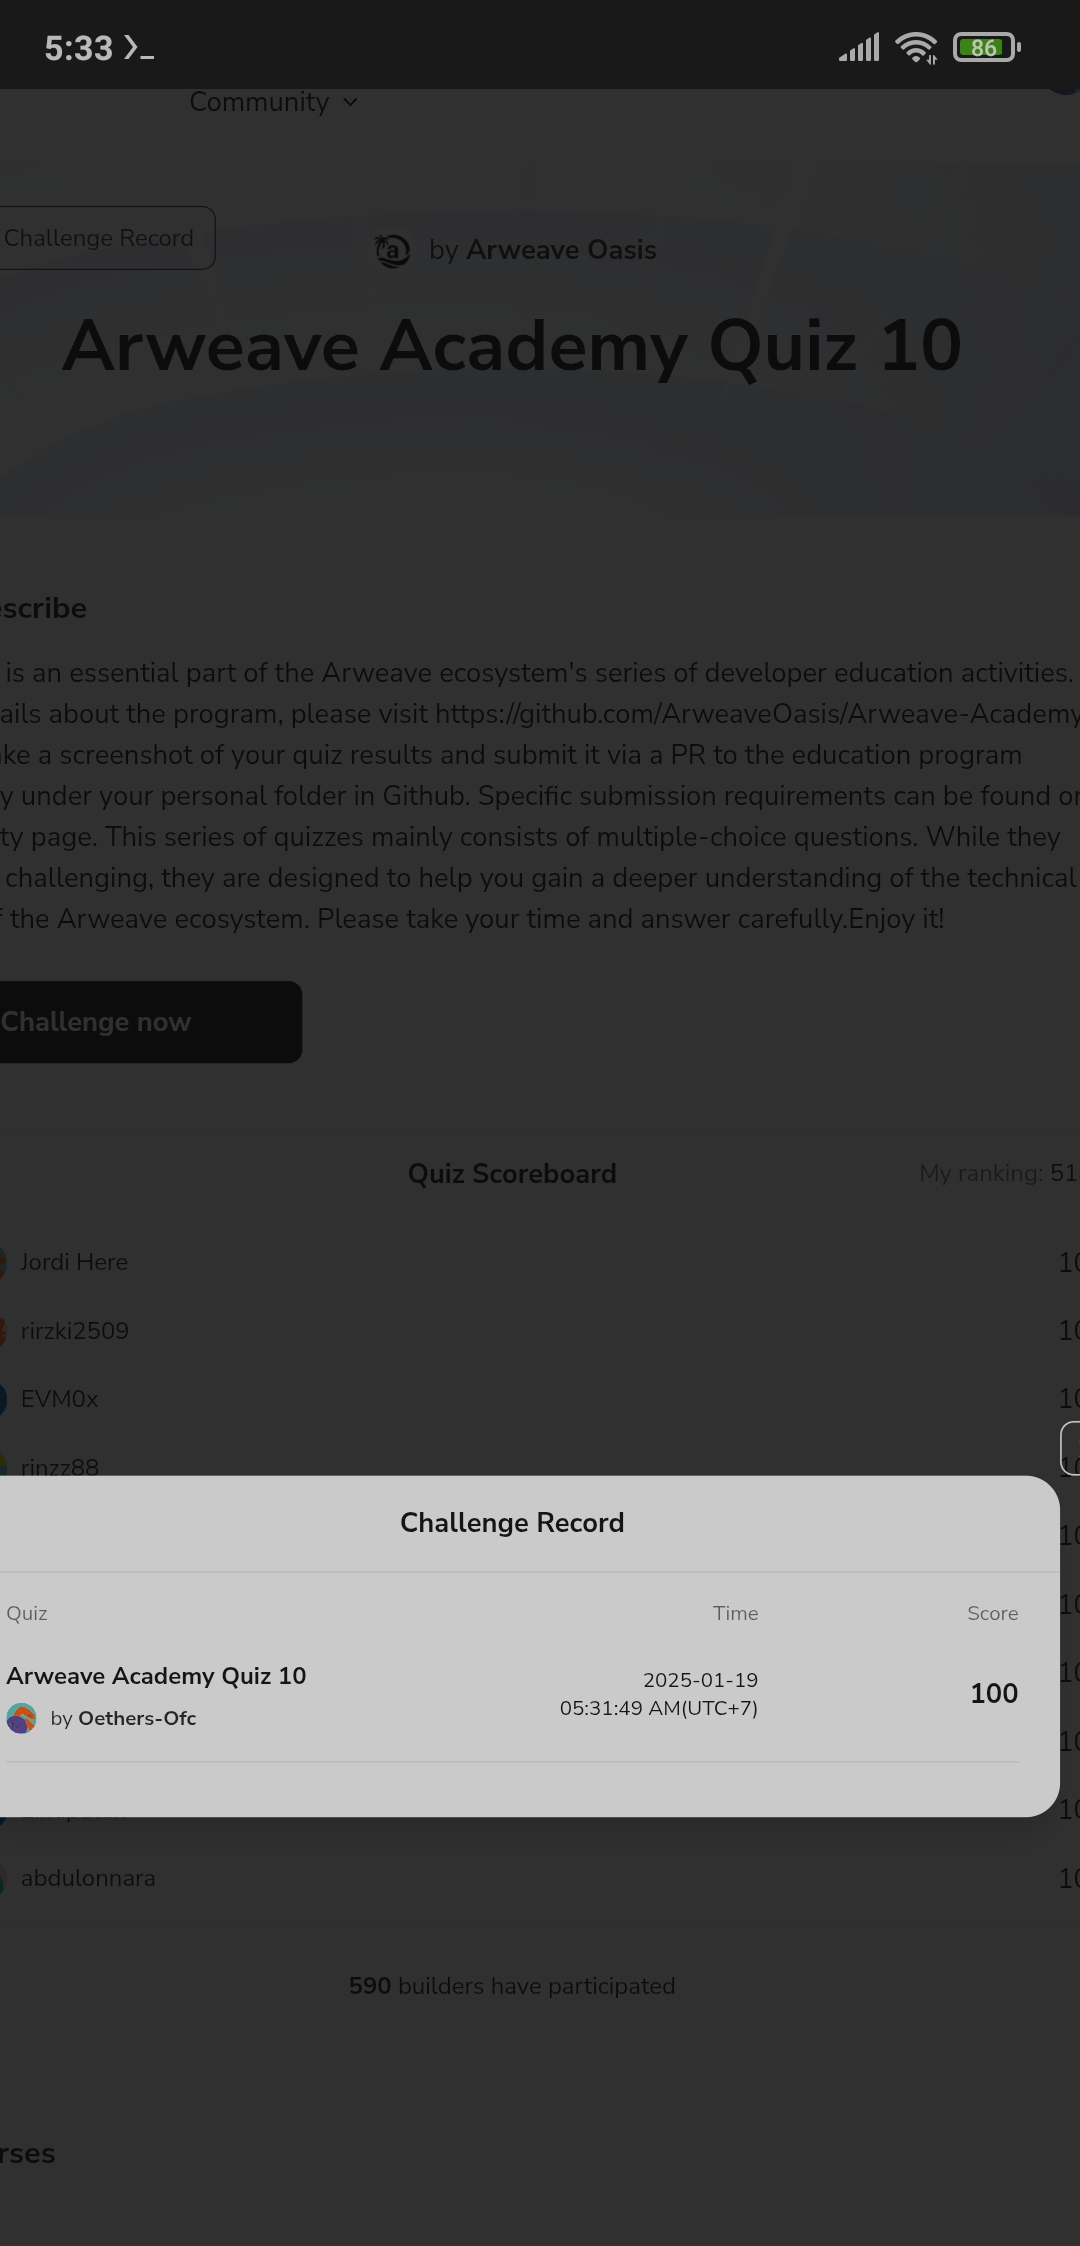 5:33
86
Community
Challenge Record
by Arweave Oasis
Arweave Academy Quiz 10
scribe
is an essential part of the Arweave ecosystem's series of developer education activities.
ails about the program, please visit https://github.com/ArweaveOasis/Arweave-Academy
ke a screenshot of your quiz results and submit it via a PR to the education program
y under your personal folder in Github. Specific submission requirements can be found or
ty page. This series of quizzes mainly consists of multiple-choice questions. While they
challenging, they are designed to help you gain a deeper understanding of the technical
f the Arweave ecosystem. Please take your time and answer carefully.Enjoy it!
Challenge now
Quiz Scoreboard
My ranking: 51
Jordi Here
10
rirzki2509
10
EVM0x
10
rinzz88
10
10
Challenge Record
10
Quiz Time Score
10
Arweave Academy Quiz 10
2025-01-19
100
by Oethers-Ofc
05:31:49 AM(UTC+7)
10
10
abdulonnara
10
590 builders have participated
rses